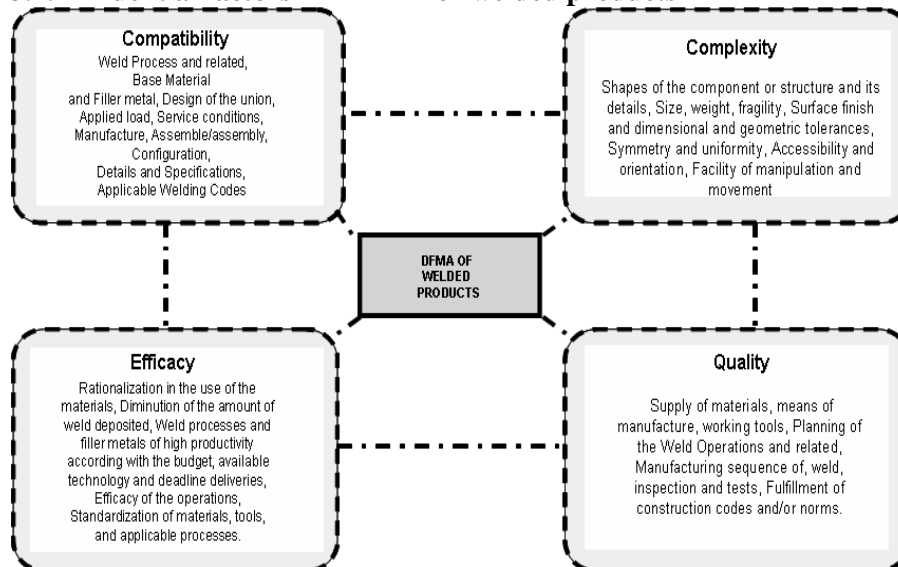 of welded products
Compatibility
Weld Process and related,
Base Material
and Filler metal, Design of the union,
Applied load, Service conditions,
Manufacture, Assemble/assembly,
Configuration,
Details and Specifications,
Applicable Welding Codes
Complexity
Shapes of the component or structure and its
details, Size, weight, fragility, Surface finish
and dimensional and geometric tolerances,
Symmetry and uniformity, Accessibility and
orientation, Facility of manipulation and
movement
DFMA OF
WELDED
PRODUCTS
Efficacy
Rationalization in the use of the
materials, Diminution of the amount of
weld deposited, Weld processes and
filler metals of high productivity
according with the budget, available
technology and deadline deliveries,
Efficacy of the operations,
Standardization of materials, tools,
and applicable processes.
Quality
Supply of materials, means of
manufacture, working tools, Planning of
the Weld Operations and related,
Manufacturing sequence of, weld,
inspection and tests, Fulfillment of
construction codes and/or norms.